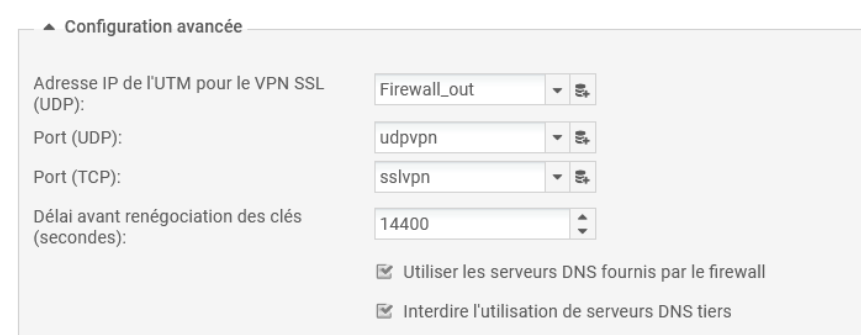 Configuration avancée
Adresse IP de l'UTM pour le VPN SSL
(UDP):
Firewall_out
Port (UDP):
udpvpn
Port (TCP):
sslvpn
Délai avant renégociation des clés
(secondes):
14400
Utiliser les serveurs DNS fournis par le firewall
Interdire l'utilisation de serveurs DNS tiers